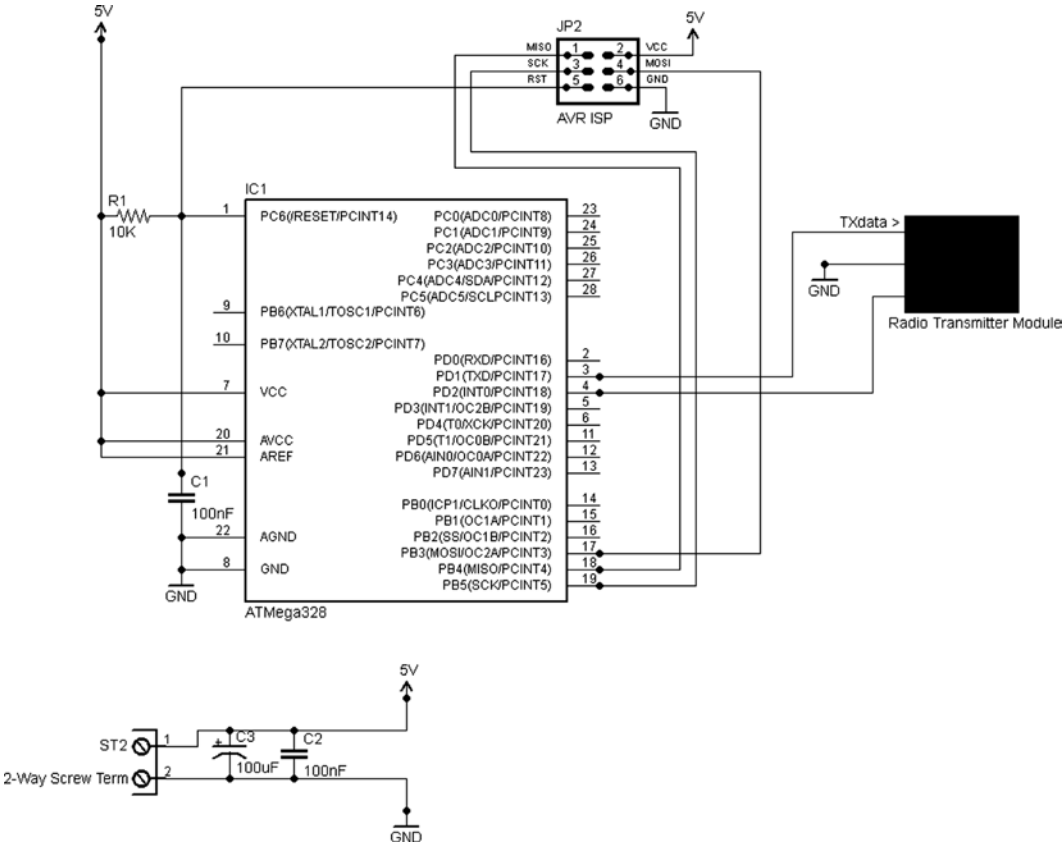 5V
5V
JP2
MISO 1 2 VCC
SCK 3 4 MOSI
RST 5 6 GND
AVR ISP
GND
IC1
R1
10K
1 PC6(/RESET/PCINT14)
9 PB6(XTAL1/TOSC1/PCINT6)
10 PB7(XTAL2/TOSC2/PCINT7)
7 VCC
20 AVCC
21 AREF
C1
100nF
22 AGND
8 GND
GND
PC0(ADC0/PCINT8) 23
PC1(ADC1/PCINT9) 24
PC2(ADC2/PCINT10) 25
PC3(ADC3/PCINT11) 26
PC4(ADC4/SDA/PCINT12) 27
PC5(ADC5/SCLPCINT13) 28
PD0(RXD/PCINT16) 2
PD1(TXD/PCINT17) 3
PD2(INT0/PCINT18) 4
PD3(INT1/OC2B/PCINT19) 5
PD4(T0/XCK/PCINT20) 6
PD5(T1/OC0B/PCINT21) 11
PD6(AIN0/OC0A/PCINT22) 12
PD7(AIN1/PCINT23) 13
PB0(ICP1/CLKO/PCINT0) 14
PB1(OC1A/PCINT1) 15
PB2(SS/OC1B/PCINT2) 16
PB3(MOSI/OC2A/PCINT3) 17
PB4(MISO/PCINT4) 18
PB5(SCK/PCINT5) 19
ATMega328
TXdata >
GND
Radio Transmitter Module
5V
ST2 1
2-Way Screw Term 2
+ C3
100uF
C2
100nF
GND